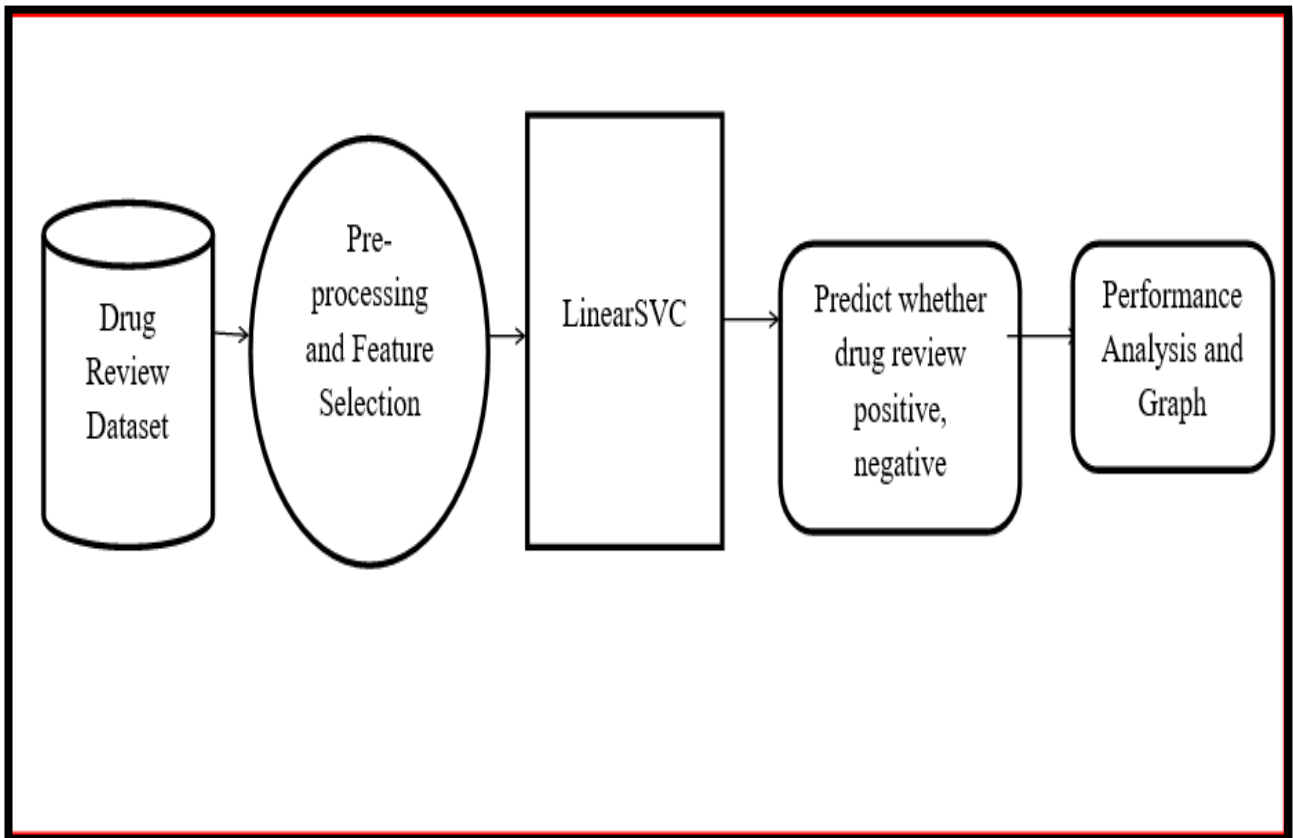 Drug
Review
Dataset
Pre-
processing
and Feature
Selection
LinearSVC
Predict whether
drug review
positive,
negative
Performance
Analysis and
Graph